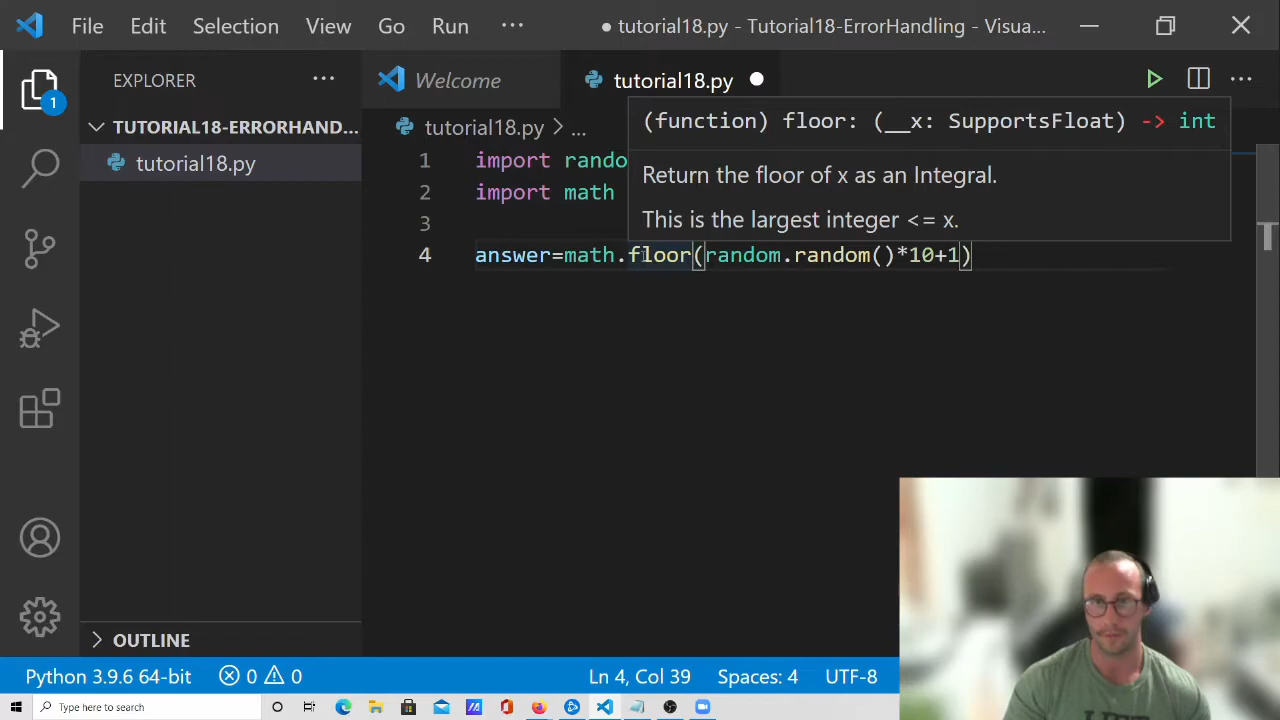 File Edit Selection View Go Run ···
● tutorial18.py - Tutorial18-ErrorHandling - Visua...
EXPLORER ···
Welcome
tutorial18.py ●
1
TUTORIAL18-ERRORHAND...
tutorial18.py
tutorial18.py > ...
(function) floor: (__x: SupportsFloat) -> int
Return the floor of x as an Integral.
This is the largest integer <= x.
1 import rando
2 import math
3
4 answer=math.floor(random.random()*10+1)
OUTLINE
Python 3.9.6 64-bit 0 0 Ln 4, Col 39 Spaces: 4 UTF-8
Type here to search